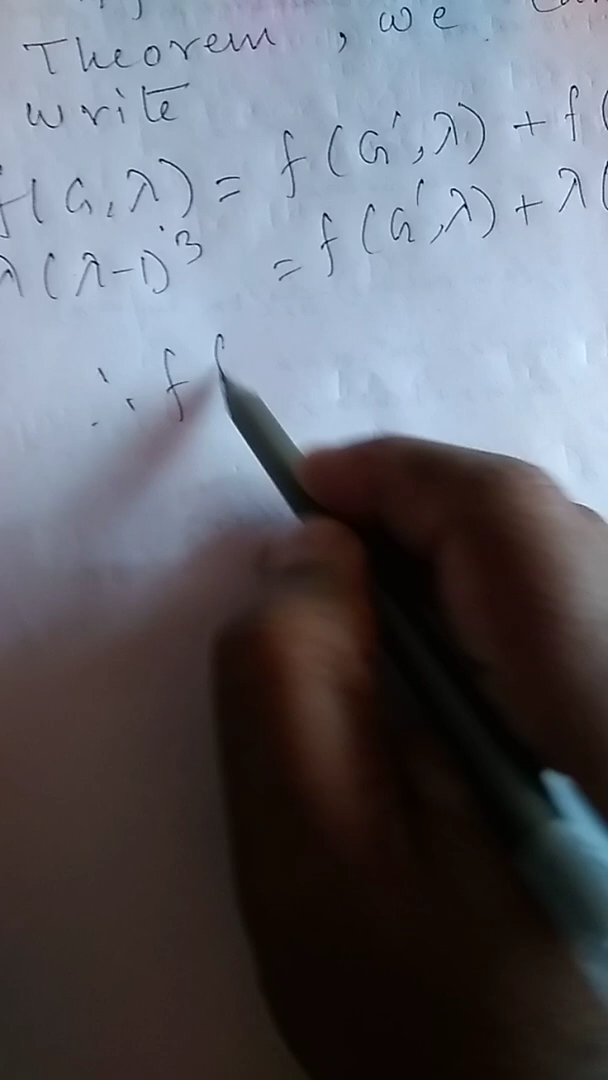 Theorem, we
write
f(G,λ) = f(G',λ) + f(
λ(λ-1)³ = f(G',λ) + λ(
∴ f(